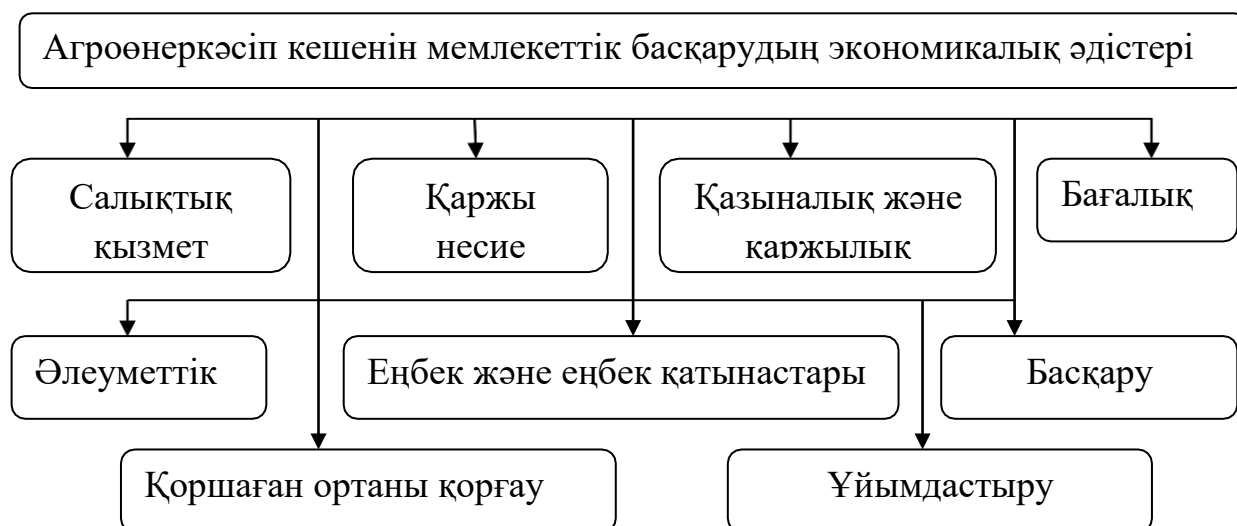 Агроөнеркәсіп кешенін мемлекеттік басқарудың экономикалық әдістері
Салықтық
қызмет
Қаржы
несие
Қазыналық және
қаржылық
Бағалық
Әлеуметтік
Еңбек және еңбек қатынастары
Басқару
Қоршаған ортаны қорғау
Ұйымдастыру